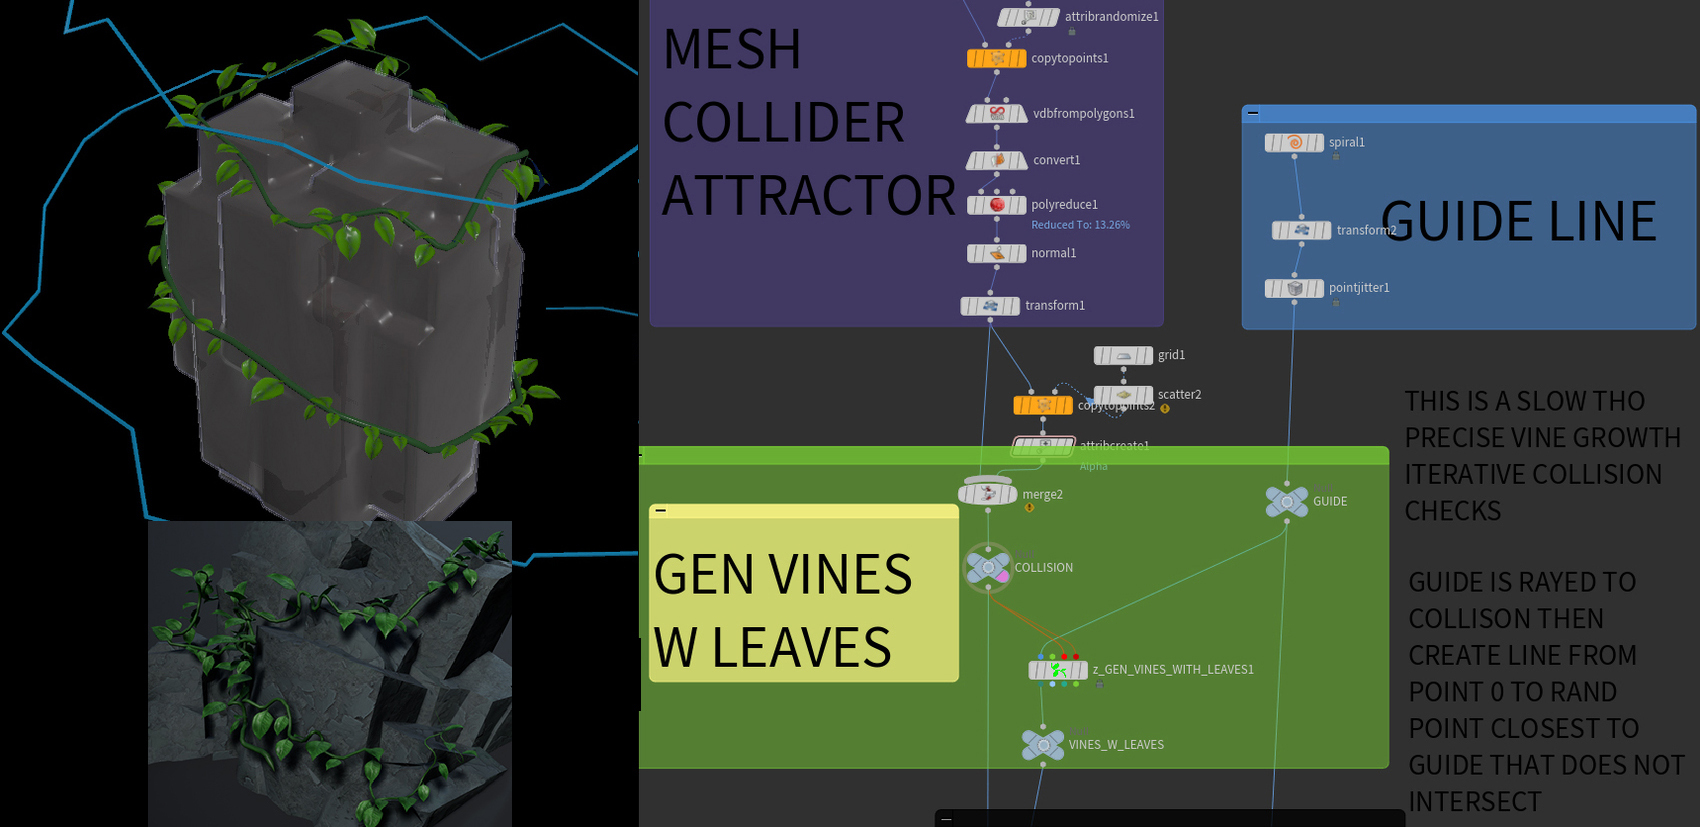 MESH
COLLIDER
ATTRACTOR
attribrandomize1
copytopoints1
vdbfrompolygons1
convert1
polyreduce1
Reduced To: 13.26%
normal1
transform1
spiral1
transform2
GUIDE LINE
pointjitter1
grid1
scatter2
copytopoints2
attribcreate1
Alpha
merge2
GUIDE
COLLISION
GEN VINES
W LEAVES
z_GEN_VINES_WITH_LEAVES1
VINES_W_LEAVES
THIS IS A SLOW THO
PRECISE VINE GROWTH
ITERATIVE COLLISION
CHECKS
GUIDE IS RAYED TO
COLLISON THEN
CREATE LINE FROM
POINT 0 TO RAND
POINT CLOSEST TO
GUIDE THAT DOES NOT
INTERSECT